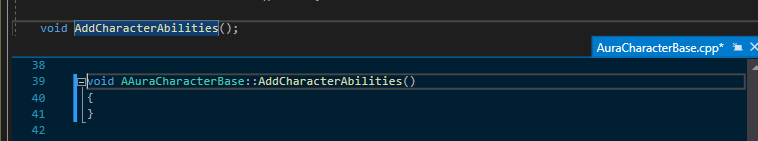 void AddCharacterAbilities();
AuraCharacterBase.cpp*
38
39 void AAuraCharacterBase::AddCharacterAbilities()
40 {
41 }
42